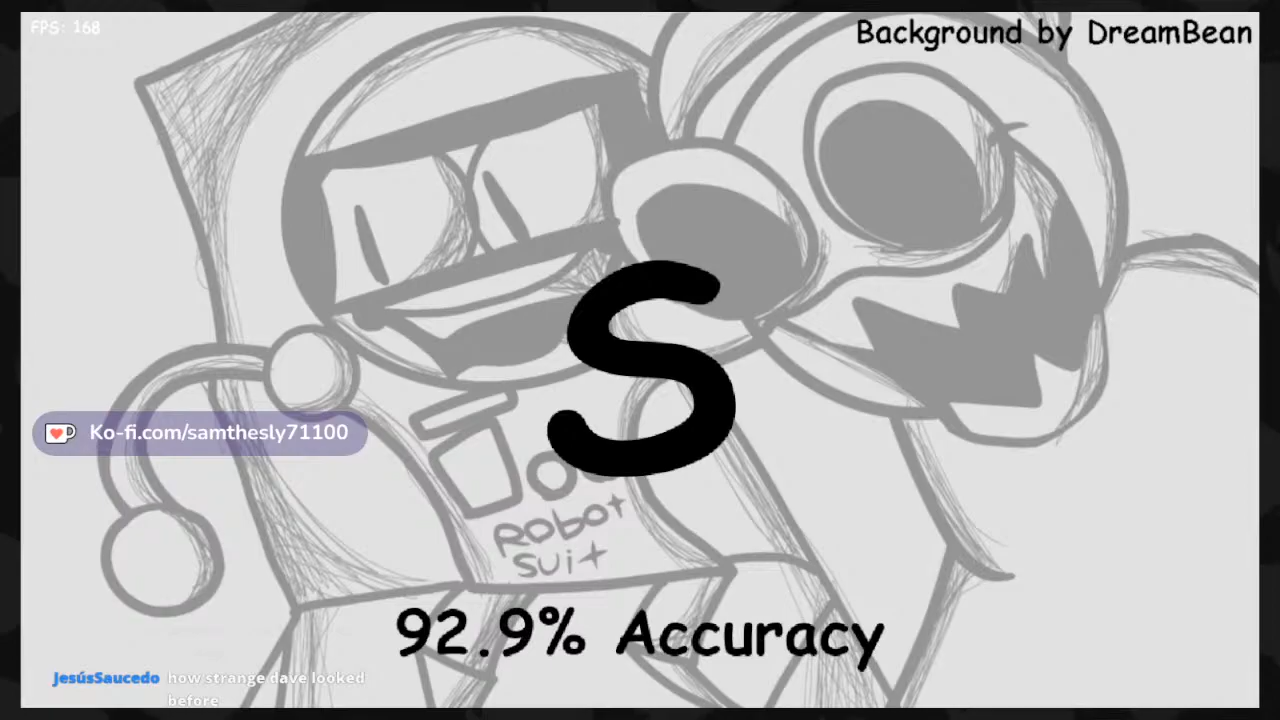 FPS: 168
Background by DreamBean
S
Ko-fi.com/samthesly71100
ROBOT
SUit
92.9% Accuracy
JesúsSaucedo how strange dave looked
before